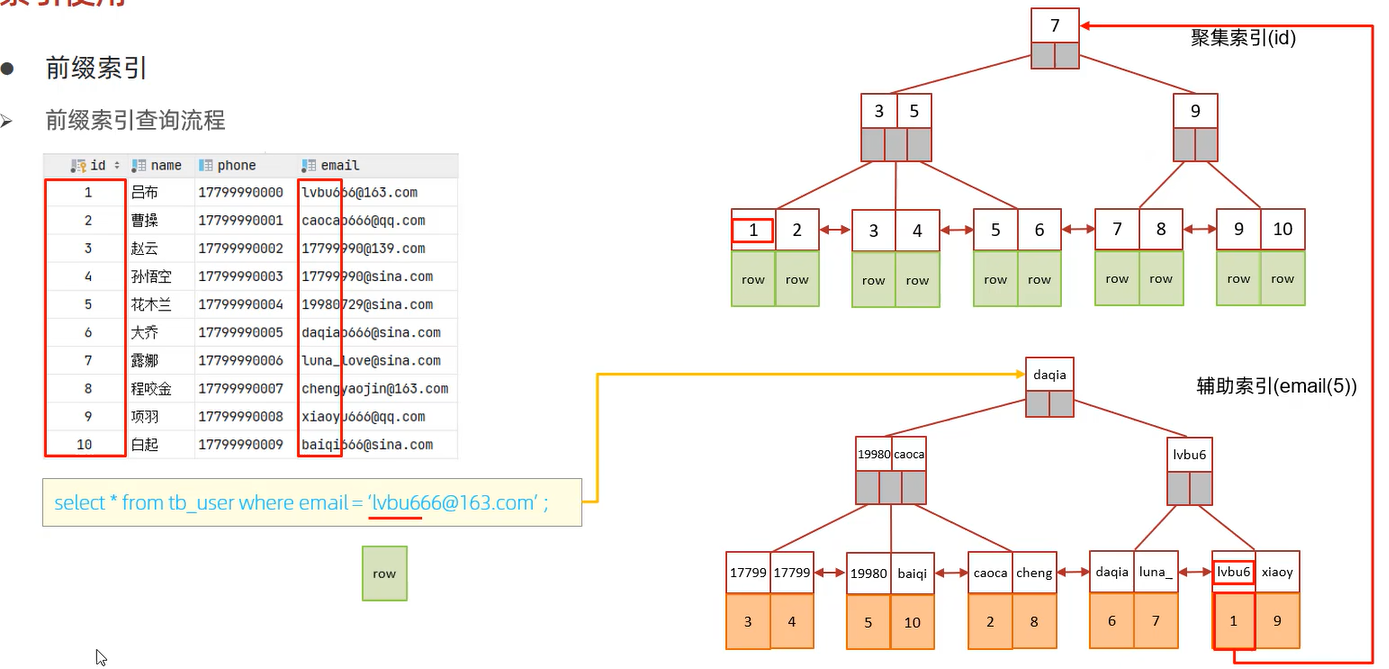 索引使用
前缀索引
前缀索引查询流程
id name phone email
1 吕布 17799990000 lvbu666@163.com
2 曹操 17799990001 caocao666@qq.com
3 赵云 17799990002 17799990@139.com
4 孙悟空 17799990003 17799990@sina.com
5 花木兰 17799990004 19980729@sina.com
6 大乔 17799990005 daqiao666@sina.com
7 露娜 17799990006 luna_love@sina.com
8 程咬金 17799990007 chengyaojin@163.com
9 项羽 17799990008 xiaoyu666@qq.com
10 白起 17799990009 baiqi666@sina.com
select * from tb_user where email = ‘lvbu666@163.com’ ;
row
聚集索引(id)
7
3 5 9
1 2 3 4 5 6 7 8 9 10
row row row row row row row row row row
辅助索引(email(5))
daqia
19980 caoca lvbu6
17799 17799 19980 baiqi caoca cheng daqia luna_ lvbu6 xiaoy
3 4 5 10 2 8 6 7 1 9